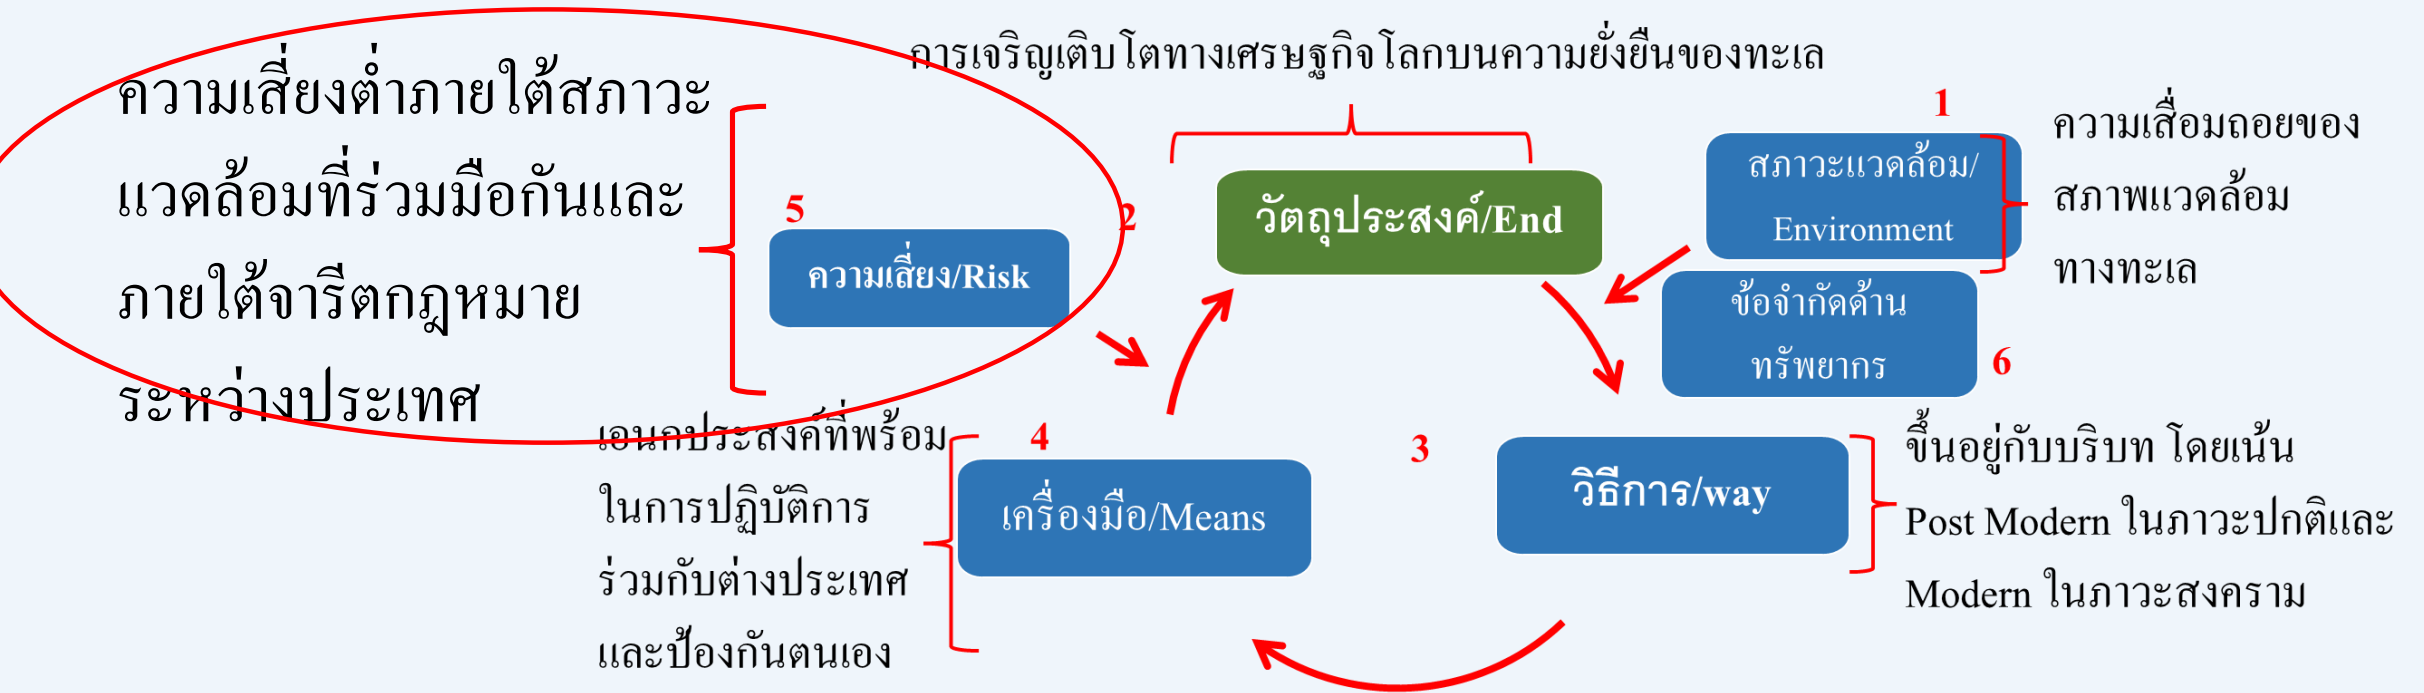 การเจริญเติบโตทางเศรษฐกิจโลกบนความยั่งยืนของทะเล
ความเสี่ยงต่ำภายใต้สภาวะ
แวดล้อมที่ร่วมมือกันและ
ภายใต้จารีตกฎหมาย
ระหว่างประเทศ
5
ความเสี่ยง/Risk
2
วัตถุประสงค์/End
1
สภาวะแวดล้อม/
Environment
ความเสื่อมถอยของ
สภาพแวดล้อม
ทางทะเล
ข้อจำกัดด้าน
ทรัพยากร
6
เอนกประสงค์ที่พร้อม
ในการปฏิบัติการ
ร่วมกับต่างประเทศ
และป้องกันตนเอง
4
เครื่องมือ/Means
3
วิธีการ/way
ขึ้นอยู่กับบริบท โดยเน้น
Post Modern ในภาวะปกติและ
Modern ในภาวะสงคราม